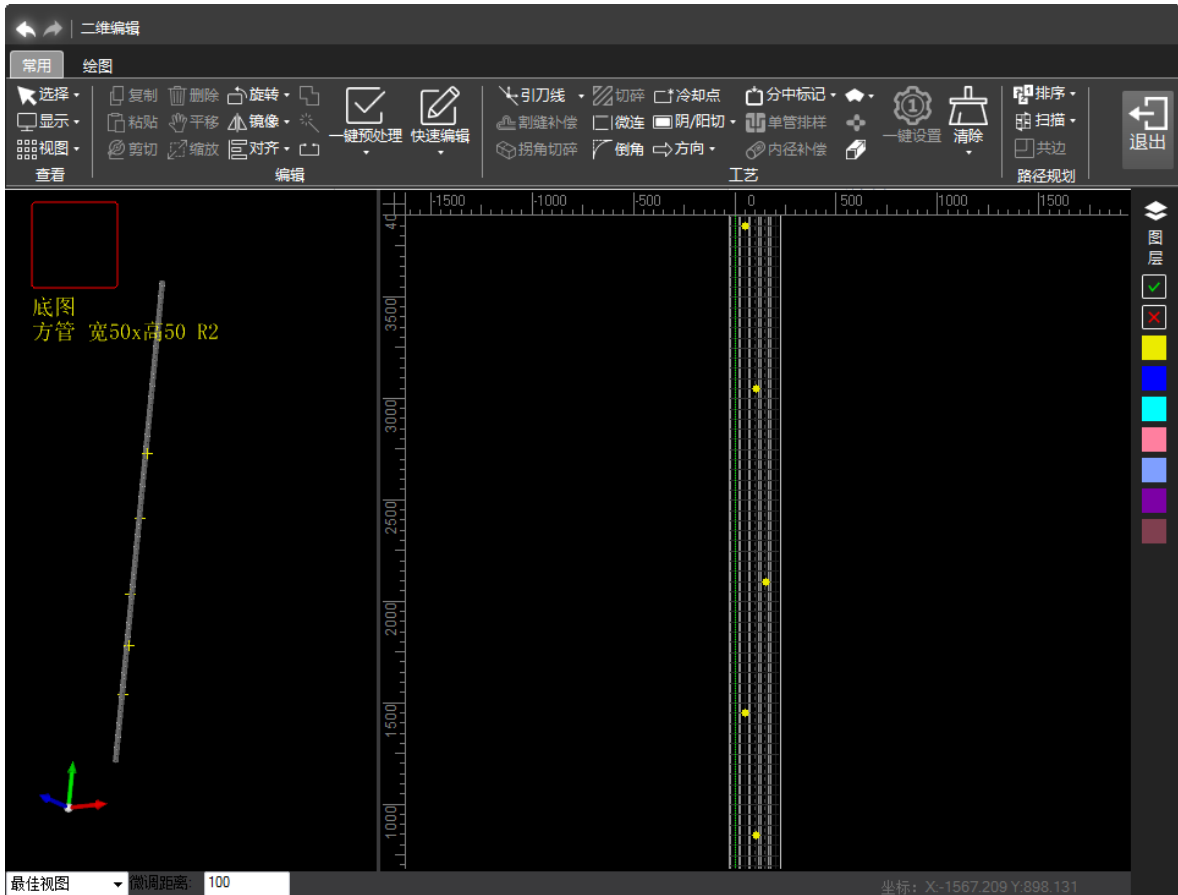 二维编辑
常用 绘图
选择 复制 删除 旋转 引刀线 切碎 冷却点 分中标记 排序
显示 粘贴 平移 镜像 一键预处理 快速编辑 割缝补偿 微连 阴/阳切 单管排样 一键设置 清除 扫描 退出
视图 剪切 缩放 对齐 拐角切碎 倒角 方向 内径补偿 共边
查看 编辑 工艺 路径规划
-1500 -1000 -500 0 500 1000 1500
图
层
底图
方管 宽50x高50 R2
40
3500
3000
2500
2000
1500
1000
最佳视图 微调距离: 100 坐标: X:-1567.209 Y:898.131